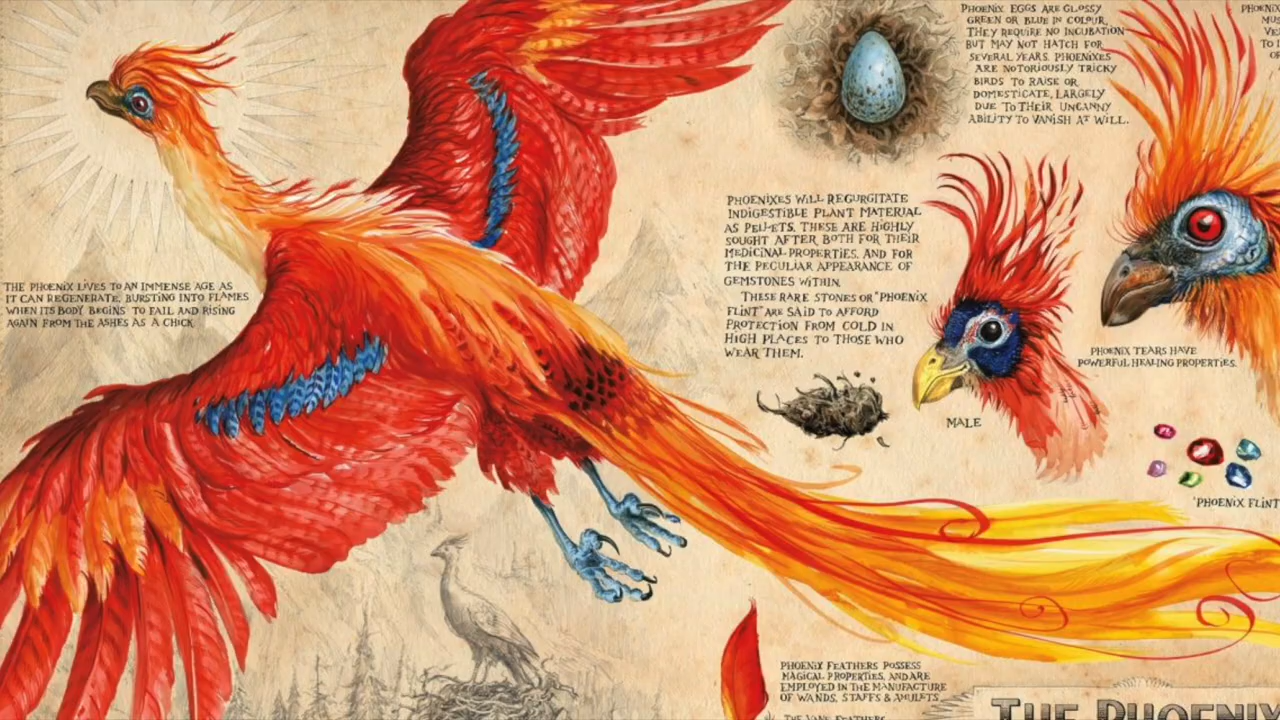 PHOENIX EGGS ARE GLOSSY
GREEN OR BLUE IN COLOUR,
THEY REQUIRE NO INCUBATION
BUT MAY NOT HATCH FOR
SEVERAL YEARS. PHOENIXES
ARE NOTORIOUSLY TRICKY
BIRDS TO RAISE OR
DOMESTICATE, LARGELY
DUE TO THEIR UNCANNY
ABILITY TO VANISH AT WILL.
PHOENIXES WILL REGURGITATE
INDIGESTIBLE PLANT MATERIAL
AS PELLETS. THESE ARE HIGHLY
SOUGHT AFTER BOTH FOR THEIR
MEDICINAL PROPERTIES, AND FOR
THE PECULIAR APPEARANCE OF
GEMSTONES WITHIN.
THESE RARE STONES OR "PHOENIX
FLINT" ARE SAID TO AFFORD
PROTECTION FROM COLD IN
HIGH PLACES TO THOSE WHO
WEAR THEM.
THE PHOENIX LIVES TO AN IMMENSE AGE AS
IT CAN REGENERATE, BURSTING INTO FLAMES
WHEN ITS BODY BEGINS TO FAIL AND RISING
AGAIN FROM THE ASHES AS A CHICK
PHOENIX TEARS HAVE
POWERFUL HEALING PROPERTIES.
MALE
"PHOENIX FLINT
PHOENIX FEATHERS POSSESS
MAGICAL PROPERTIES, AND ARE
EMPLOYED IN THE MANUFACTURE
OF WANDS, STAFFS & AMULETS
THE VANE FEATHERS
THE PHOENIX